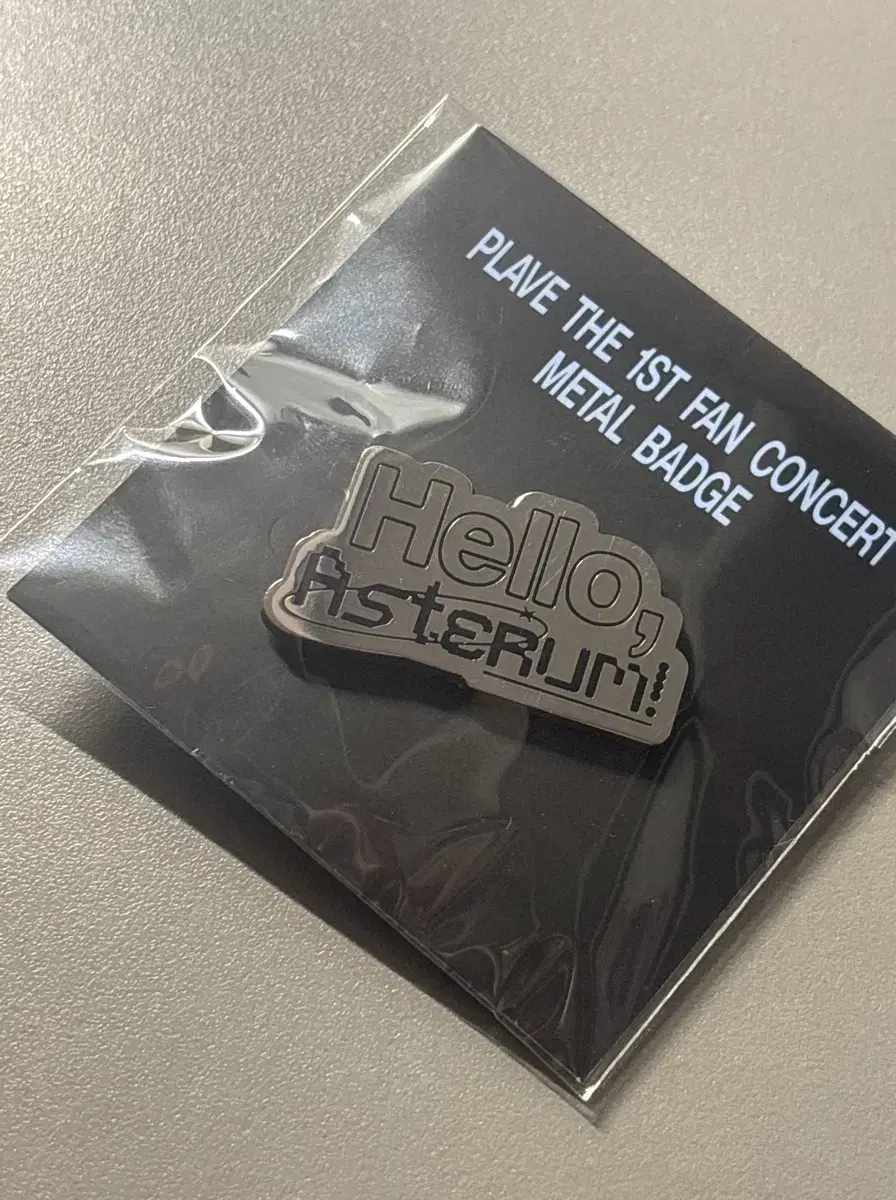 PLAVE THE 1ST FAN CONCERT
METAL BADGE
Hello,
Asterum!